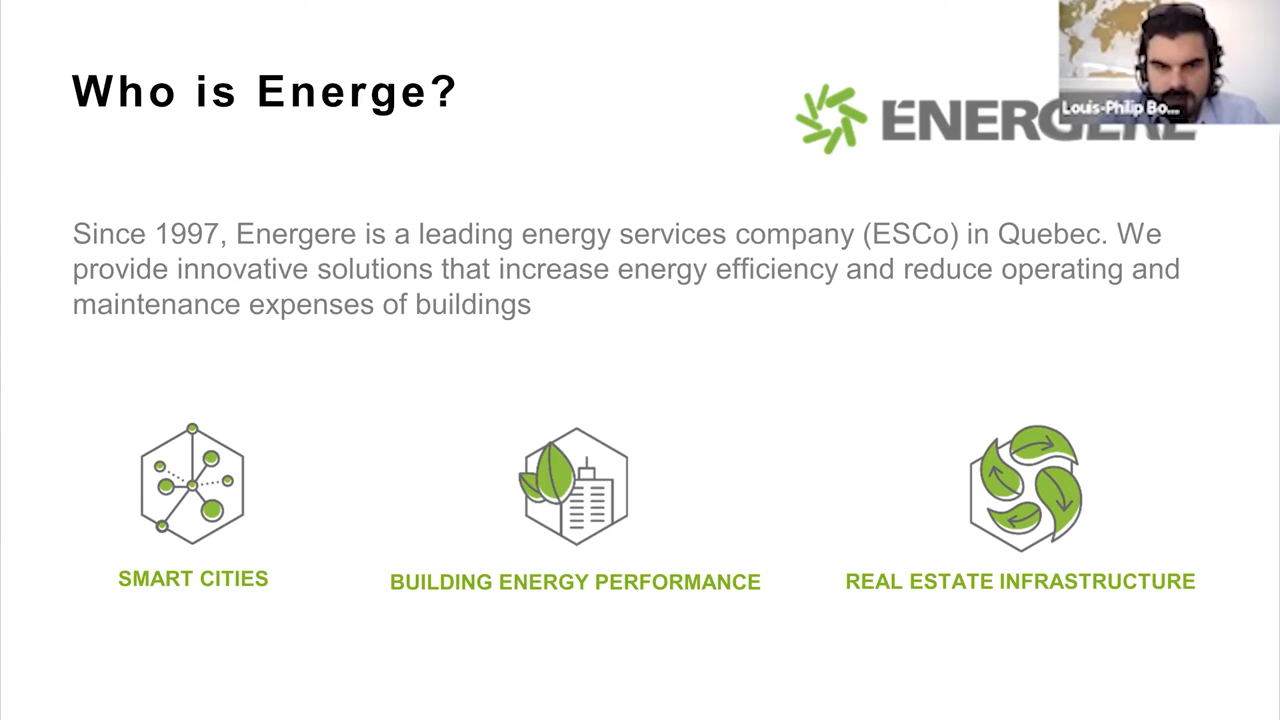 Who is Energe?
Louis-Philip Bo...
ÉNERGERE
Since 1997, Energere is a leading energy services company (ESCo) in Quebec. We
provide innovative solutions that increase energy efficiency and reduce operating and
maintenance expenses of buildings
SMART CITIES
BUILDING ENERGY PERFORMANCE
REAL ESTATE INFRASTRUCTURE